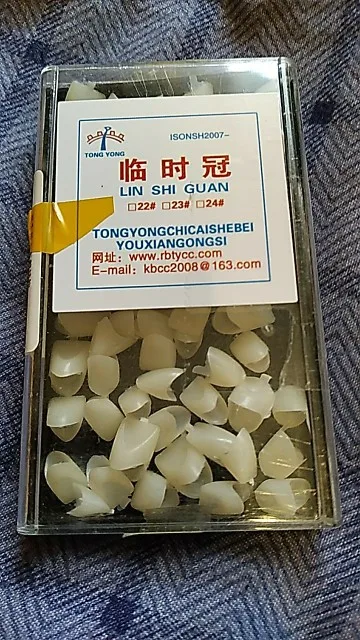 ISONSH2007-
TONG YONG
临时冠
LIN SHI GUAN
□22# □23# □24#
TONGYONGCHICAISHEBEI
YOUXIANGONGSI
网址：www.rbtycc.com
E-mail：kbcc2008@163.com